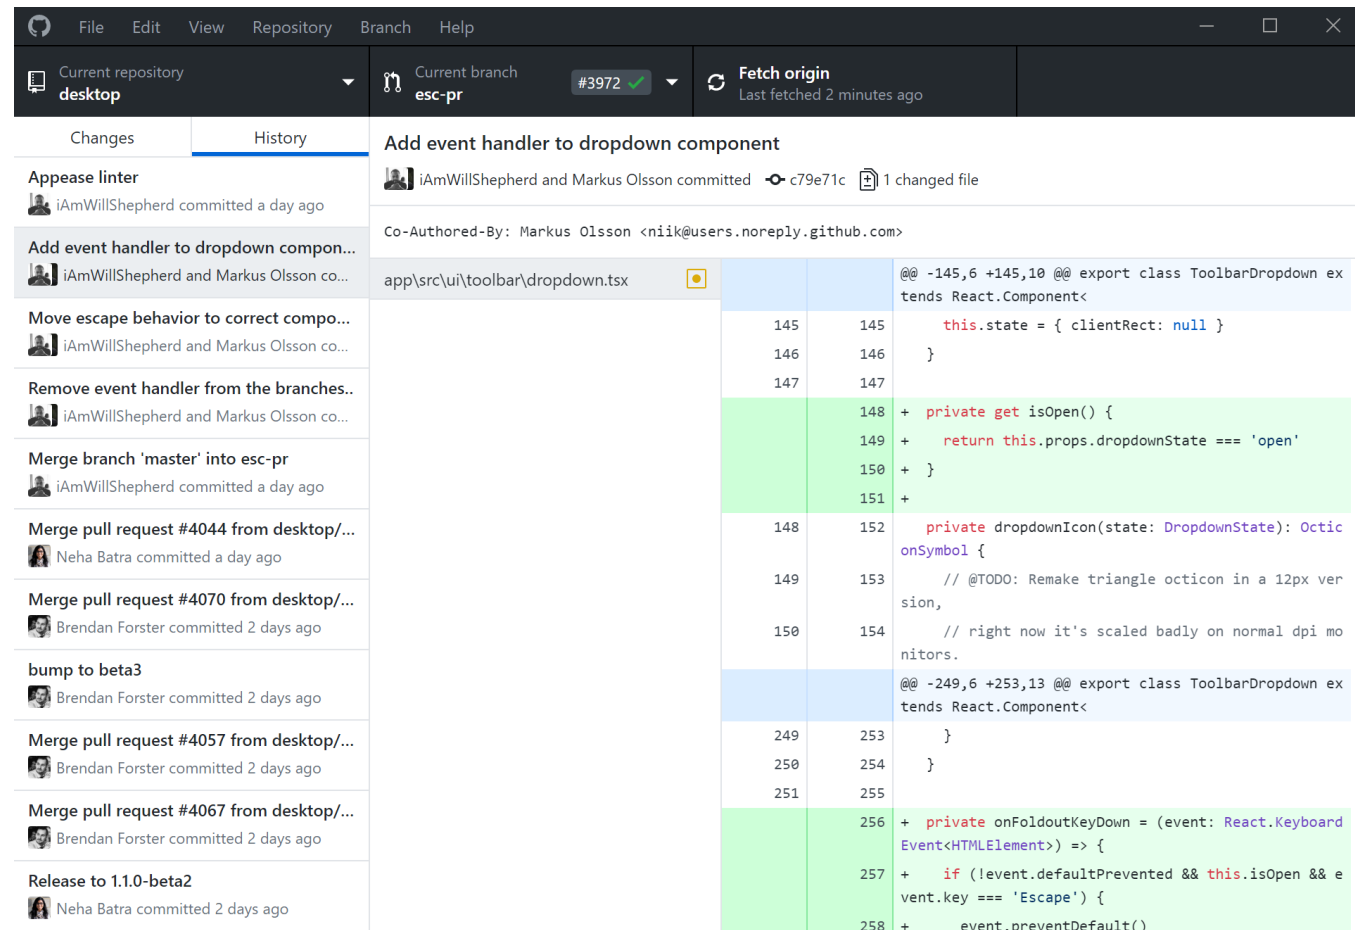 File Edit View Repository Branch Help
Current repository
desktop
Current branch
esc-pr
#3972
Fetch origin
Last fetched 2 minutes ago
Changes
History
Appease linter
iAmWillShepherd committed a day ago
Add event handler to dropdown compon...
iAmWillShepherd and Markus Olsson co...
Move escape behavior to correct compo...
iAmWillShepherd and Markus Olsson co...
Remove event handler from the branches..
iAmWillShepherd and Markus Olsson co...
Merge branch 'master' into esc-pr
iAmWillShepherd committed a day ago
Merge pull request #4044 from desktop/...
Neha Batra committed a day ago
Merge pull request #4070 from desktop/...
Brendan Forster committed 2 days ago
bump to beta3
Brendan Forster committed 2 days ago
Merge pull request #4057 from desktop/...
Brendan Forster committed 2 days ago
Merge pull request #4067 from desktop/...
Brendan Forster committed 2 days ago
Release to 1.1.0-beta2
Neha Batra committed 2 days ago
Add event handler to dropdown component
iAmWillShepherd and Markus Olsson committed c79e71c 1 changed file
Co-Authored-By: Markus Olsson <niik@users.noreply.github.com>
app\src\ui\toolbar\dropdown.tsx
@@ -145,6 +145,10 @@ export class ToolbarDropdown ex
tends React.Component<
145 145 this.state = { clientRect: null }
146 146 }
147 147
148 + private get isOpen() {
149 + return this.props.dropdownState === 'open'
150 + }
151 +
148 152 private dropdownIcon(state: DropdownState): Octic
onSymbol {
149 153 // @TODO: Remake triangle octicon in a 12px ver
sion,
150 154 // right now it's scaled badly on normal dpi mo
nitors.
@@ -249,6 +253,13 @@ export class ToolbarDropdown ex
tends React.Component<
249 253 }
250 254 }
251 255
256 + private onFoldoutKeyDown = (event: React.Keyboard
Event<HTMLElement>) => {
257 + if (!event.defaultPrevented && this.isOpen && e
vent.key === 'Escape') {
258 + event.preventDefault()